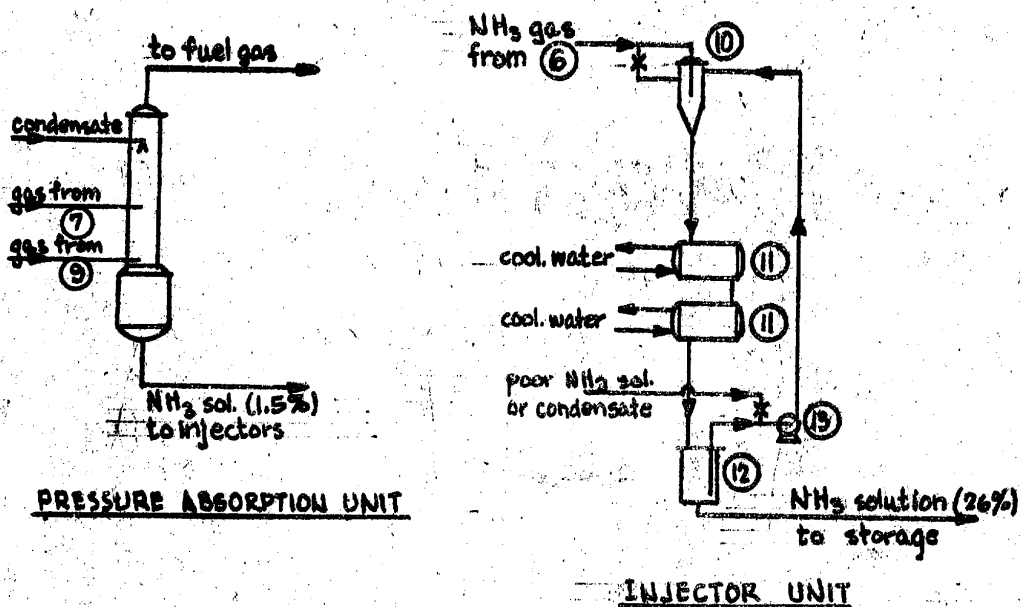 to fuel gas
condensate
gas from
7
gas from
9
NH₃ sol. (1.5%)
to injectors
PRESSURE ABSORPTION UNIT
NH₃ gas
from 6
10
cool. water
11
cool. water
11
poor NH₃ sol.
or condensate
13
12
NH₃ solution (26%)
to storage
INJECTOR UNIT